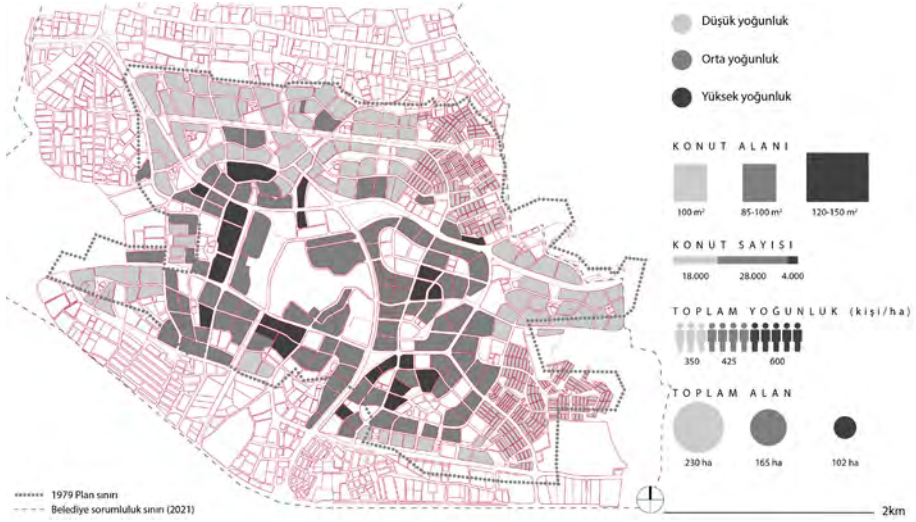 Düşük yoğunluk
Orta yoğunluk
Yüksek yoğunluk
KONUT ALANI
100 m²
85-100 m²
120-150 m²
KONUT SAYISI
18.000
28.000
4.000
TOPLAM YOĞUNLUK (kişi/ha)
350
425
600
TOPLAM ALAN
230 ha
165 ha
102 ha
1979 Plan sınırı
Belediye sorumluluk sınırı (2021)
2km